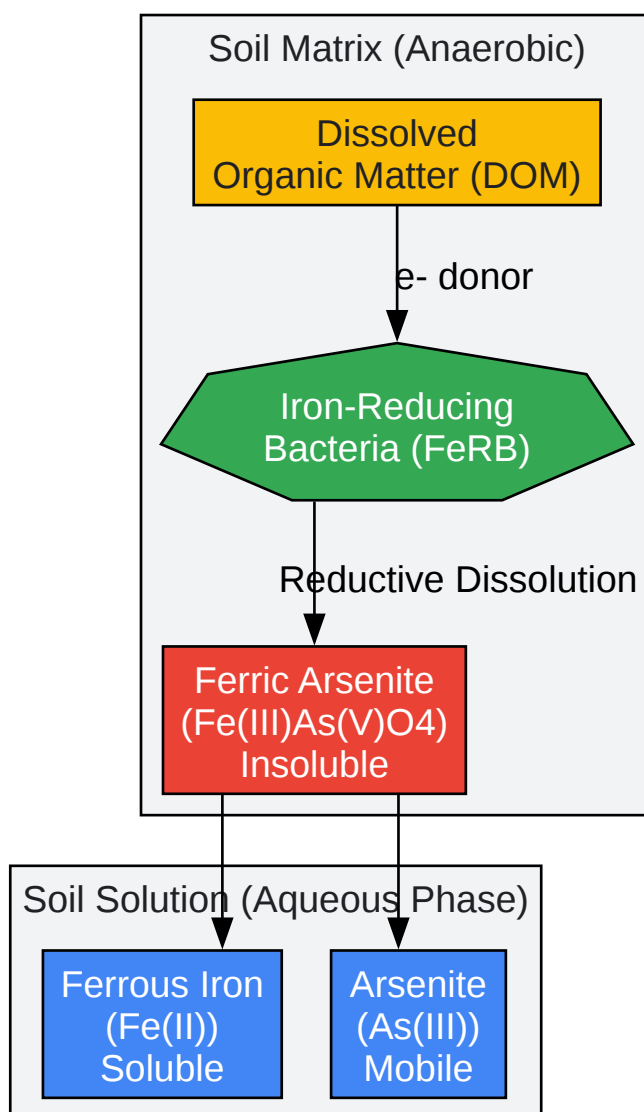 Soil Matrix (Anaerobic)
Dissolved
Organic Matter (DOM)
e- donor
Iron-Reducing
Bacteria (FeRB)
Reductive Dissolution
Ferric Arsenite
(Fe(III)As(V)O4)
Insoluble
Soil Solution (Aqueous Phase)
Ferrous Iron
(Fe(II))
Soluble
Arsenite
(As(III))
Mobile